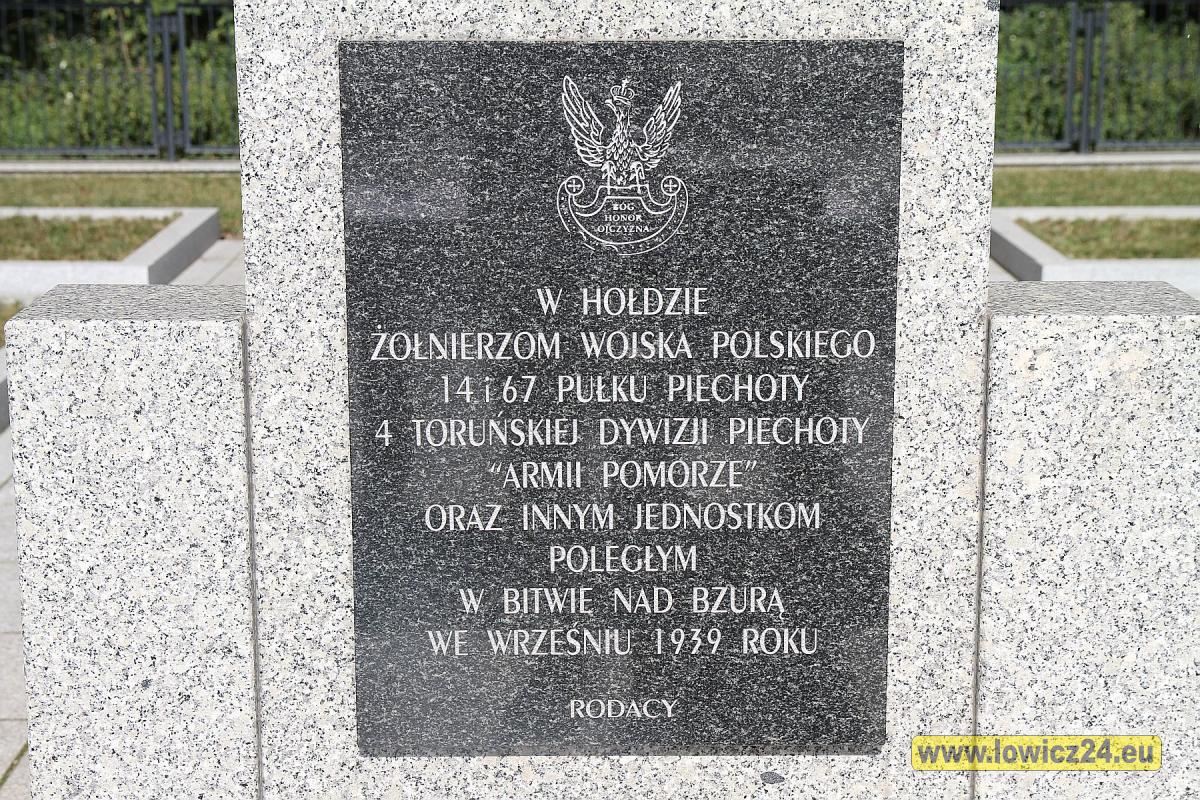 BÓG
HONOR
OJCZYZNA
W HOŁDZIE
ŻOŁNIERZOM WOJSKA POLSKIEGO
14 i 67 PUŁKU PIECHOTY
4 TORUŃSKIEJ DYWIZJI PIECHOTY
“ARMII POMORZE”
ORAZ INNYM JEDNOSTKOM
POLEGŁYM
W BITWIE NAD BZURĄ
WE WRZEŚNIU 1939 ROKU
RODACY
www.lowicz24.eu